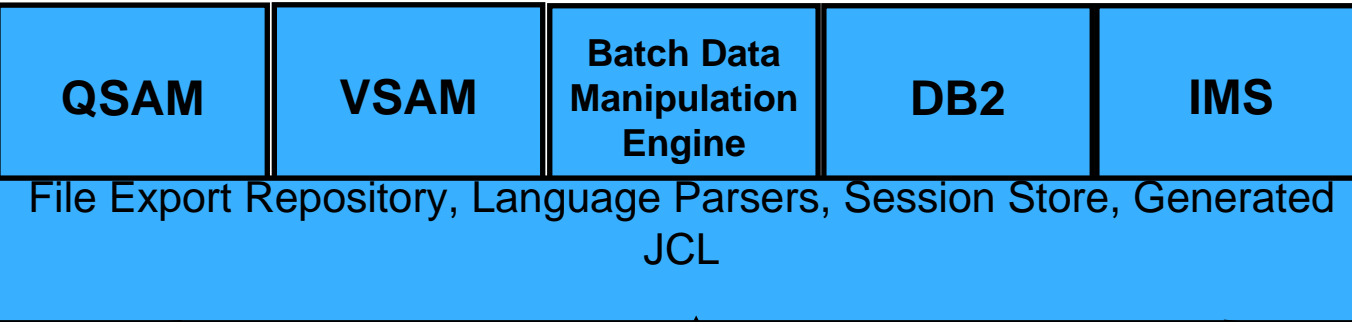 QSAM
VSAM
Batch Data
Manipulation
Engine
DB2
IMS
File Export Repository, Language Parsers, Session Store, Generated
JCL